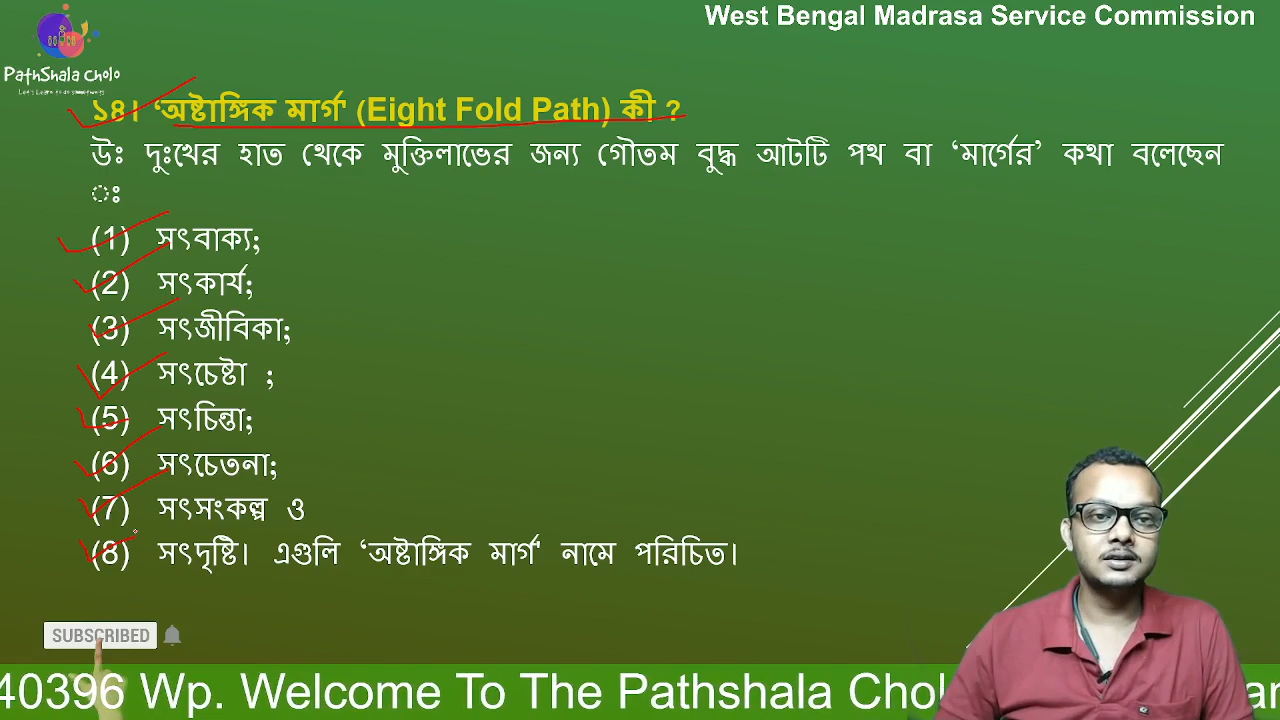 West Bengal Madrasa Service Commission
PathShala Cholo
১৪। 'অষ্টাঙ্গিক মার্গ' (Eight Fold Path) কী ?
উঃ দুঃখের হাত থেকে মুক্তিলাভের জন্য গৌতম বুদ্ধ আটটি পথ বা ‘মার্গের’ কথা বলেছেন
ঃ
(1) সৎবাক্য;
(2) সৎকার্য;
(3) সৎজীবিকা;
(4) সৎচেষ্টা ;
(5) সৎচিন্তা;
(6) সৎচেতনা;
(7) সৎসংকল্প ও
(8) সৎদৃষ্টি। এগুলি ‘অষ্টাঙ্গিক মার্গ' নামে পরিচিত।
SUBSCRIBED
40396 Wp. Welcome To The Pathshala Chol